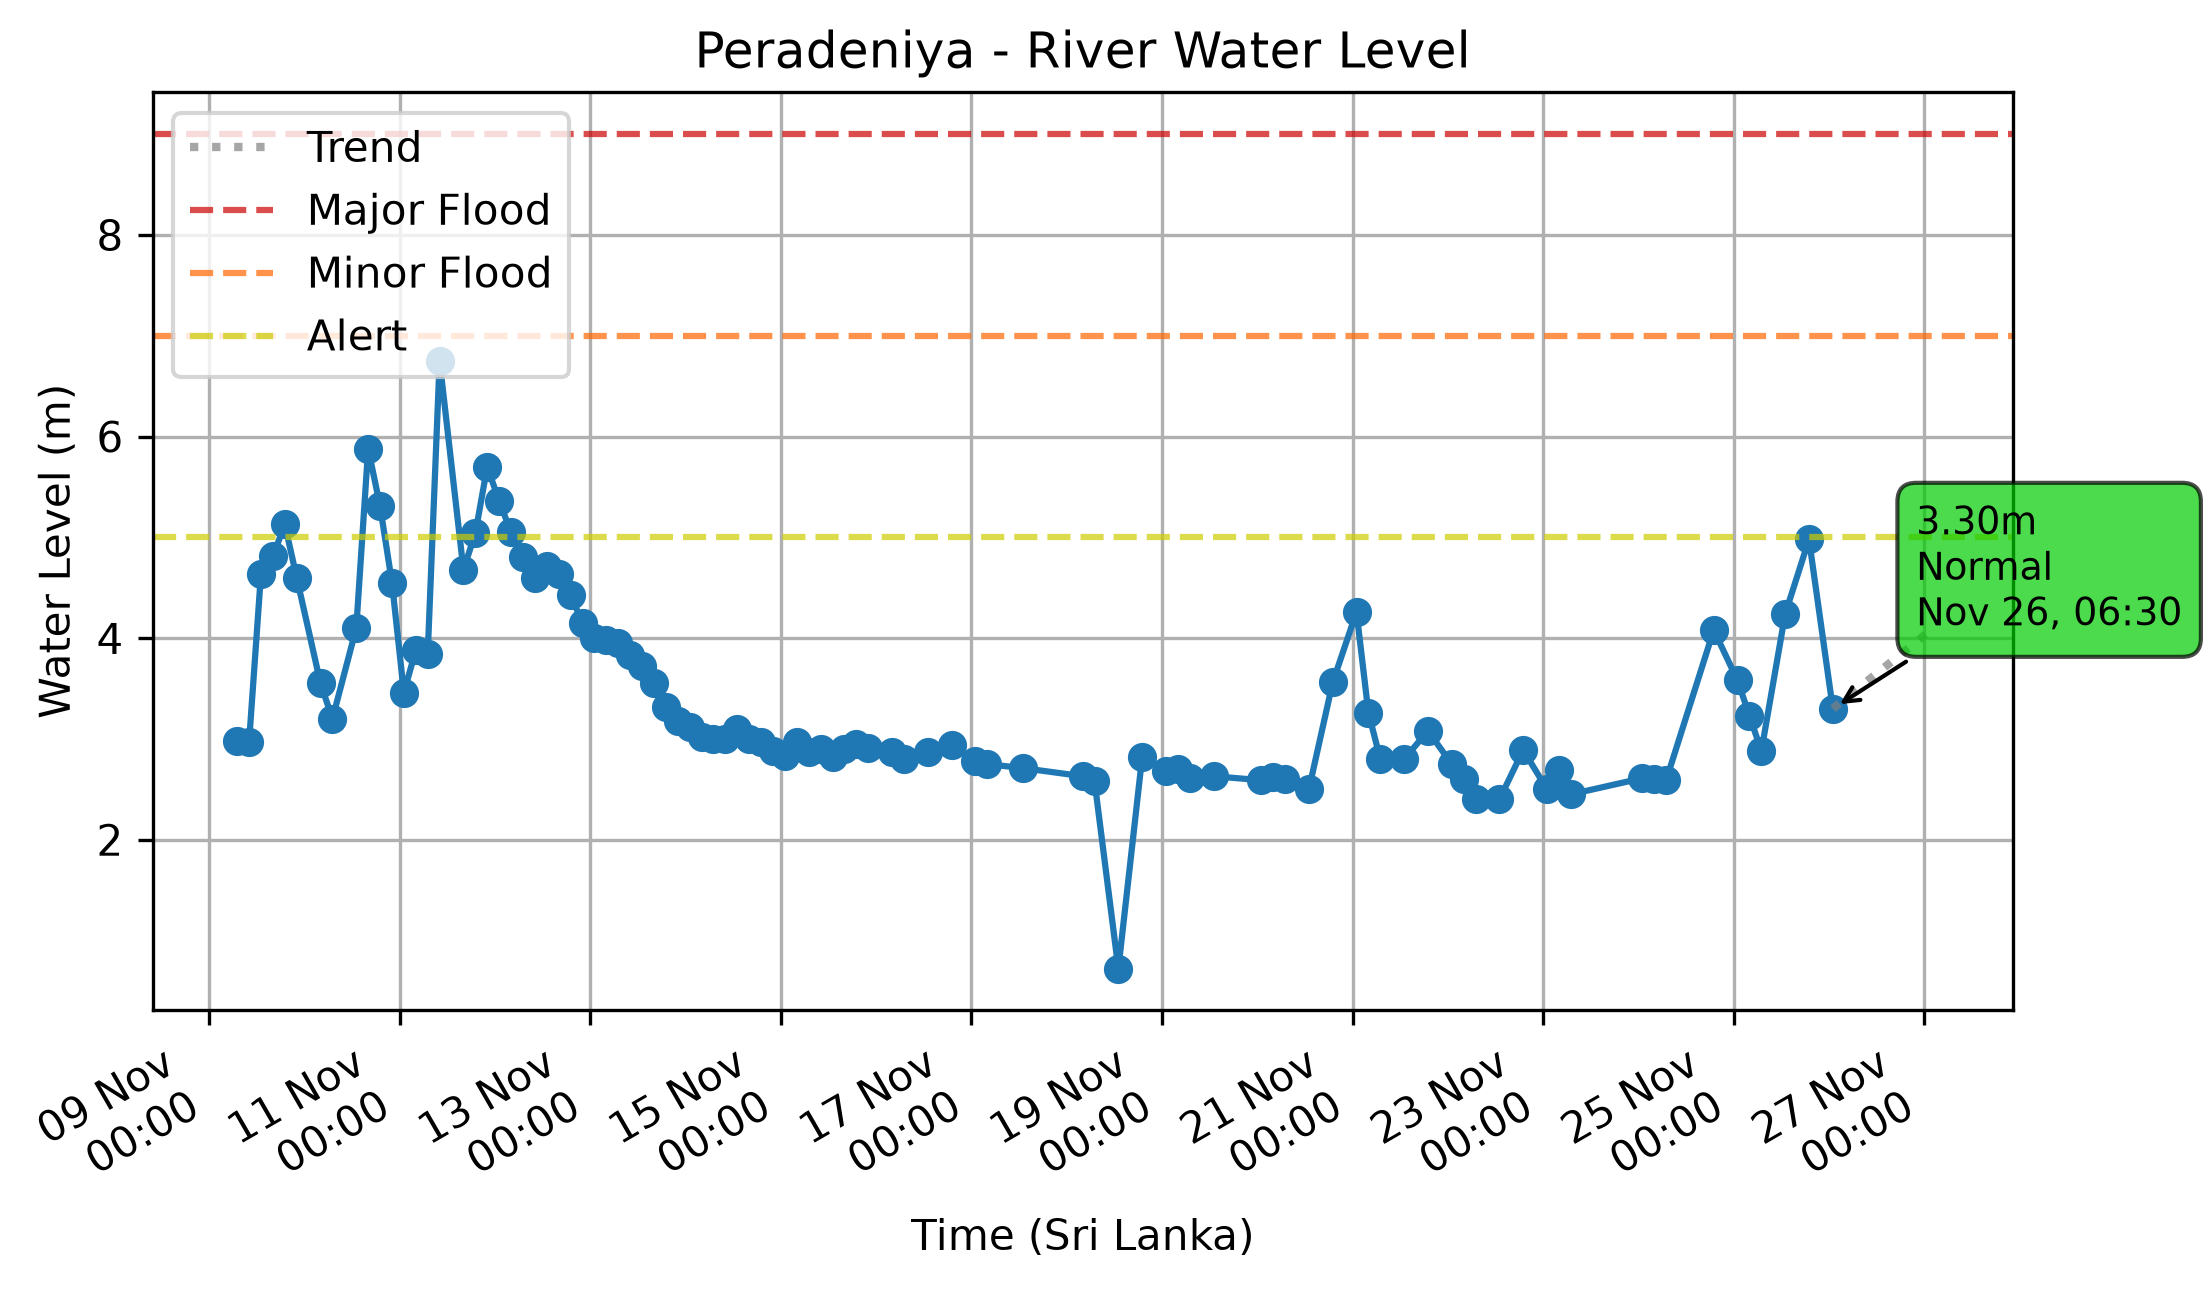 Peradeniya - River Water Level
Trend
Major Flood
Minor Flood
Alert
Water Level (m)
8
6
4
2
3.30m
Normal
Nov 26, 06:30
09 Nov
00:00
11 Nov
00:00
13 Nov
00:00
15 Nov
00:00
17 Nov
00:00
19 Nov
00:00
21 Nov
00:00
23 Nov
00:00
25 Nov
00:00
27 Nov
00:00
Time (Sri Lanka)